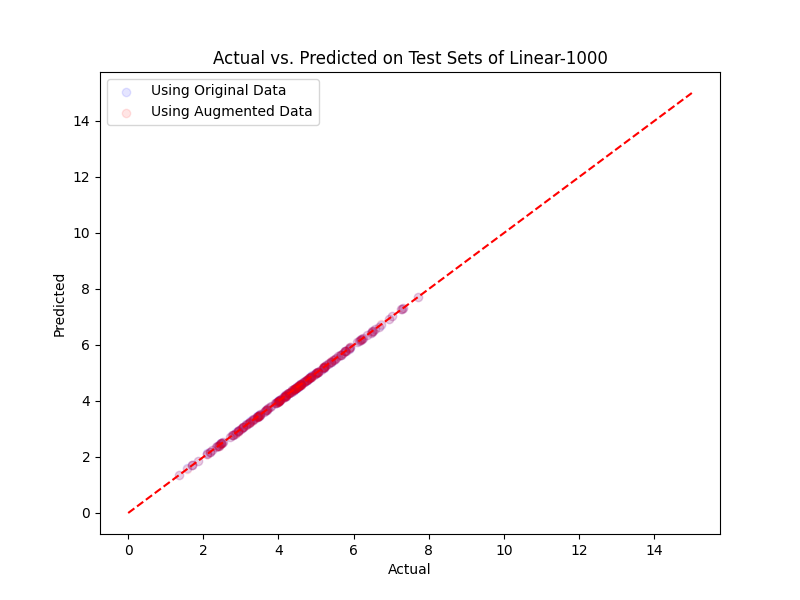 Actual vs. Predicted on Test Sets of Linear-1000
Using Original Data
Using Augmented Data
14
12
10
8
6
4
2
0
Predicted
0 2 4 6 8 10 12 14
Actual